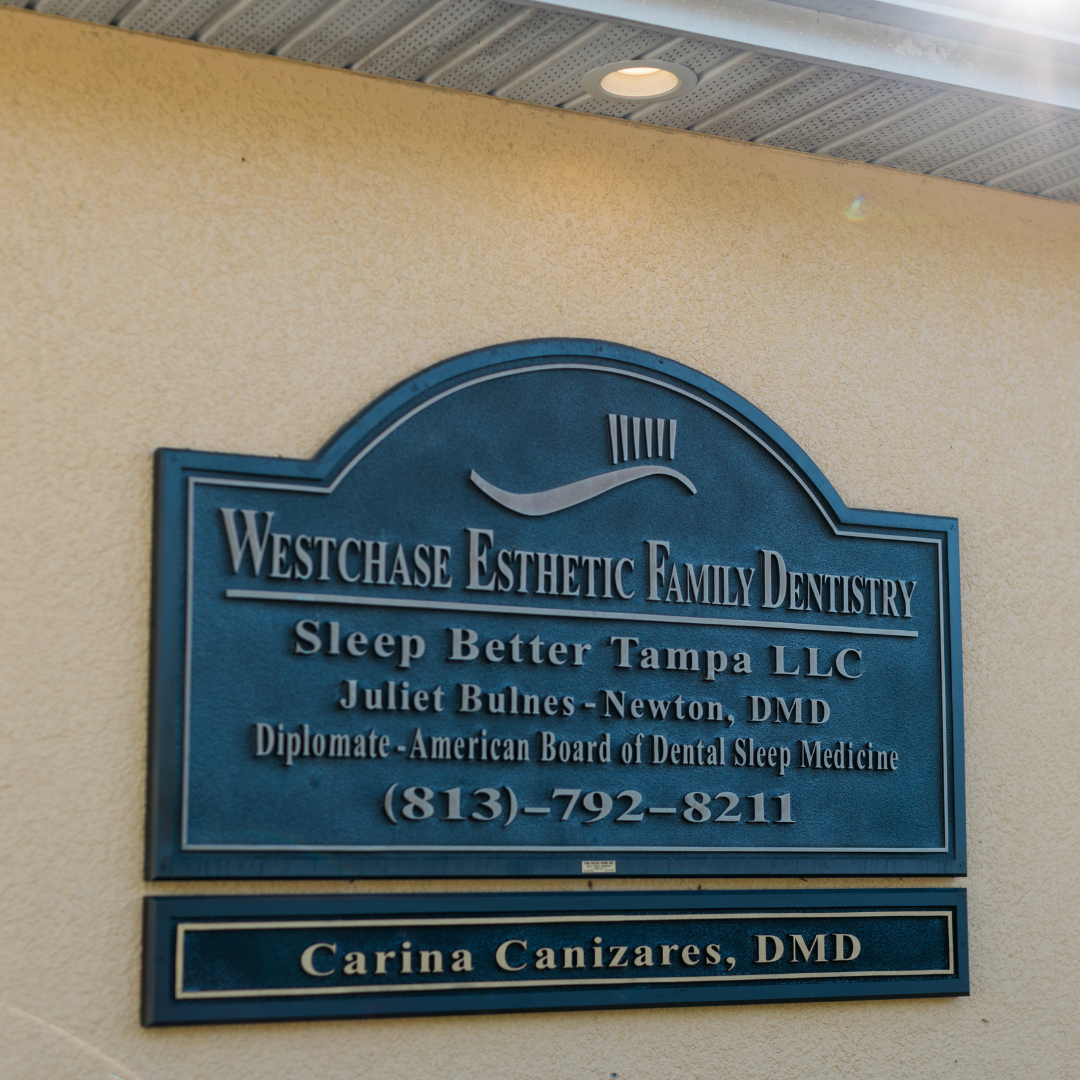 WESTCHASE ESTHETIC FAMILY DENTISTRY
Sleep Better Tampa LLC
Juliet Bulnes-Newton, DMD
Diplomate-American Board of Dental Sleep Medicine
(813)-792-8211
Carina Canizares, DMD